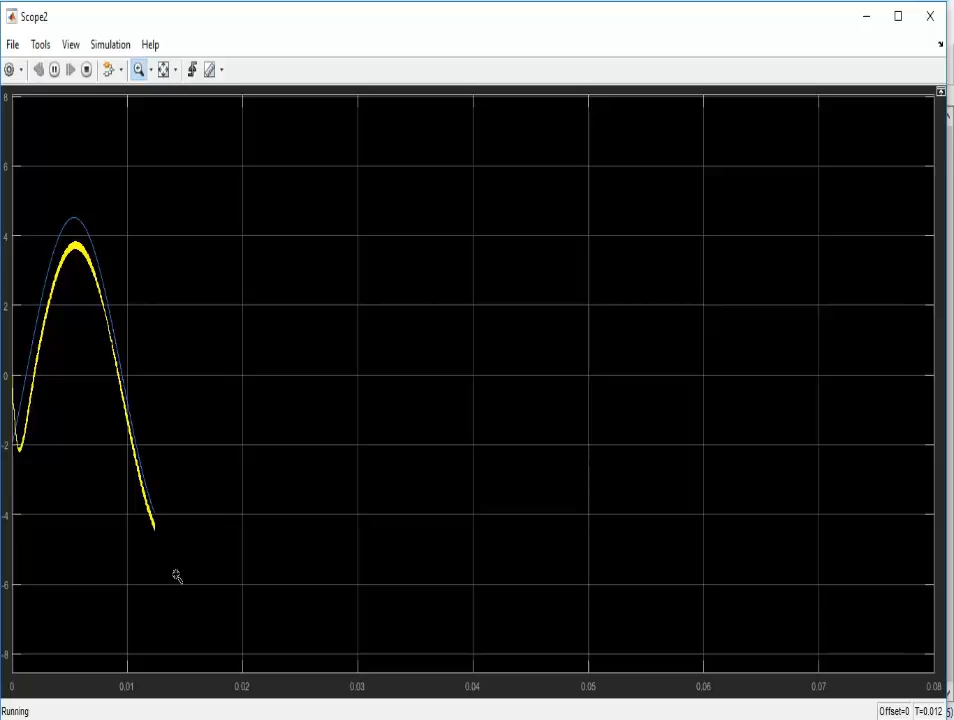 Scope2
File Tools View Simulation Help
8
6
4
2
0
-2
-4
-6
-8
0 0.01 0.02 0.03 0.04 0.05 0.06 0.07 0.08
Running Offset=0 T=0.012